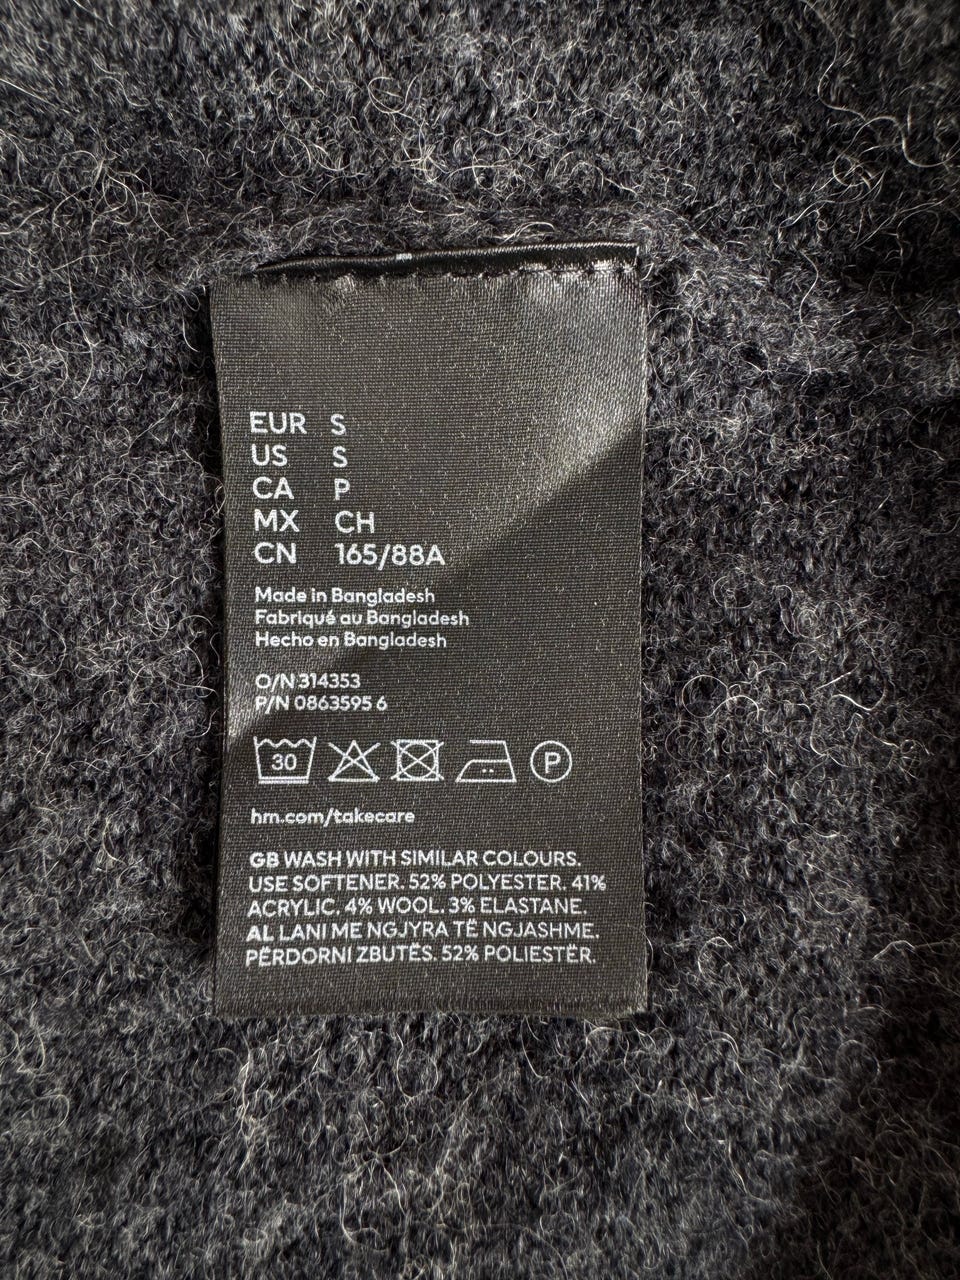 EUR S
US S
CA P
MX CH
CN 165/88A
Made in Bangladesh
Fabriqué au Bangladesh
Hecho en Bangladesh
O/N 314353
P/N 0863595 6
30 P
hm.com/takecare
GB WASH WITH SIMILAR COLOURS.
USE SOFTENER. 52% POLYESTER. 41%
ACRYLIC. 4% WOOL. 3% ELASTANE.
AL LANI ME NGJYRA TË NGJASHME.
PËRDORNI ZBUTËS. 52% POLIESTËR.